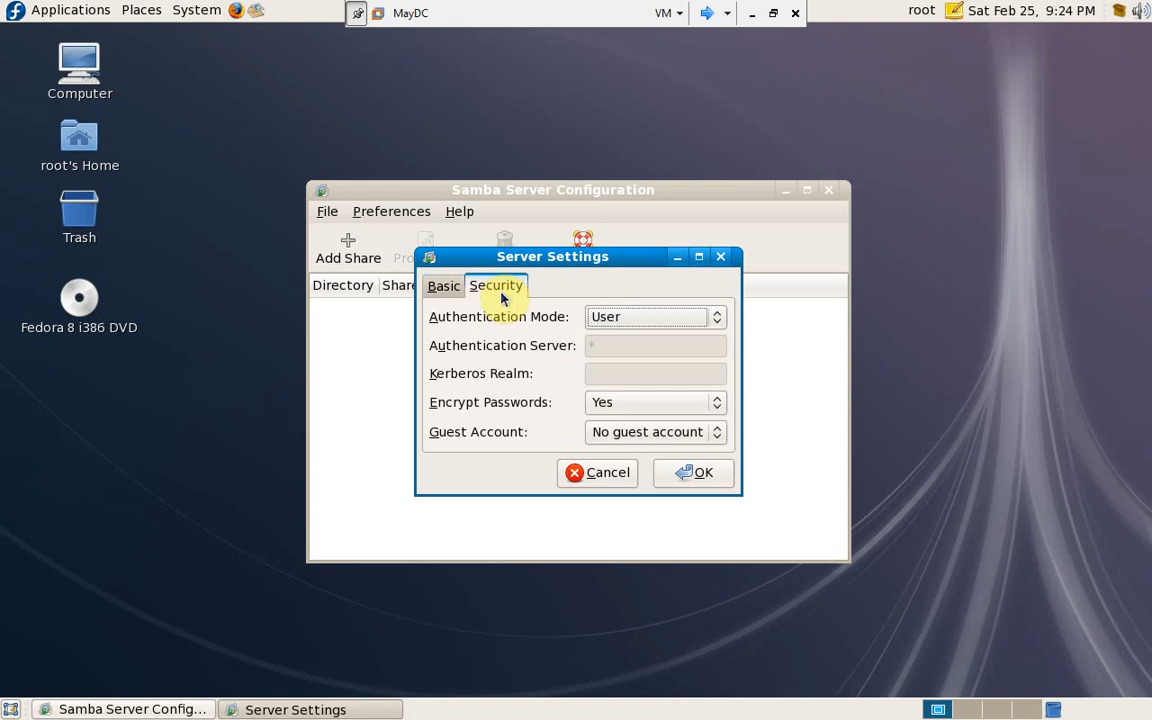 Applications Places System
MayDC
VM
root Sat Feb 25, 9:24 PM
Computer
root's Home
Trash
Fedora 8 i386 DVD
Samba Server Configuration
File Preferences Help
Add Share
Directory
Server Settings
Basic Security
Authentication Mode: User
Authentication Server: *
Kerberos Realm:
Encrypt Passwords: Yes
Guest Account: No guest account
Cancel OK
Samba Server Config...
Server Settings